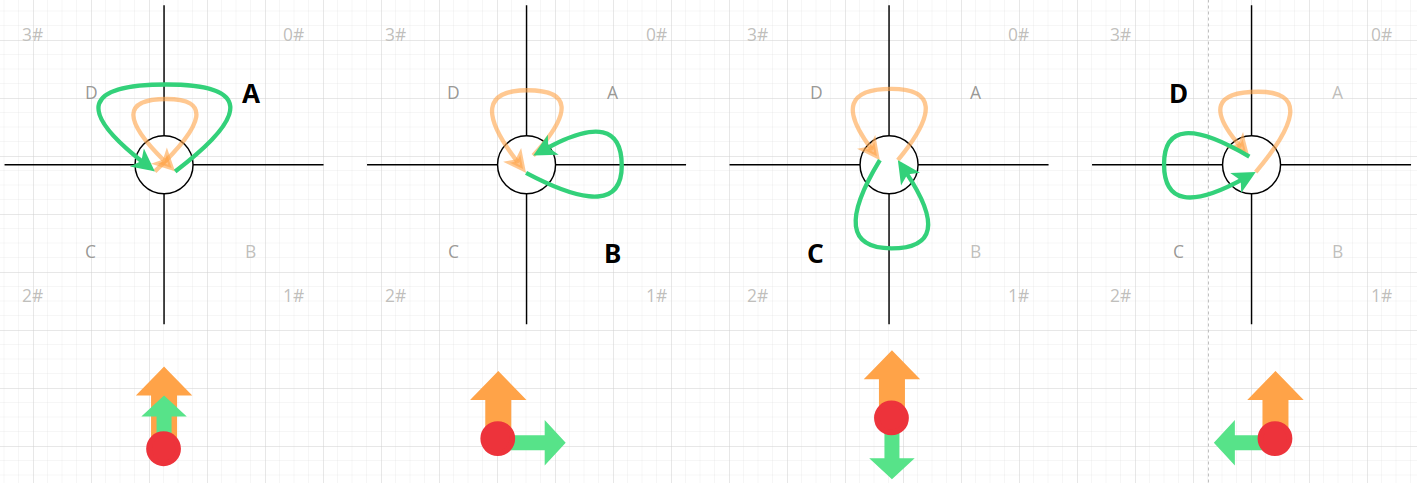 3# 0# 3# 0# 3# 0# 3# 0#
D A D A D A D A
C B C B C B C B
2# 1# 2# 1# 2# 1# 2# 1#